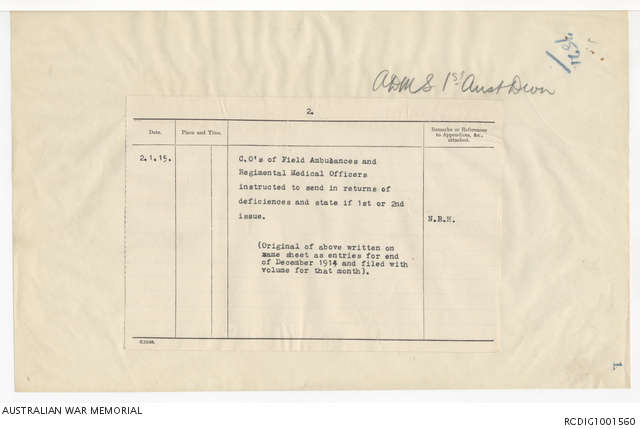 ADMS 1st Aust Divn
2.
Date.
Place and Time.
Remarks or References
to Appendices, &c.,
attached.
2.1.15.
C.O's of Field Ambulances and
Regimental Medical Officers
instructed to send in returns of
deficiences and state if 1st or 2nd
issue.
N.R.H.
(Original of above written on
same sheet as entries for end
of December 1914 and filed with
volume for that month).
1.
AUSTRALIAN WAR MEMORIAL
RCDIG1001560